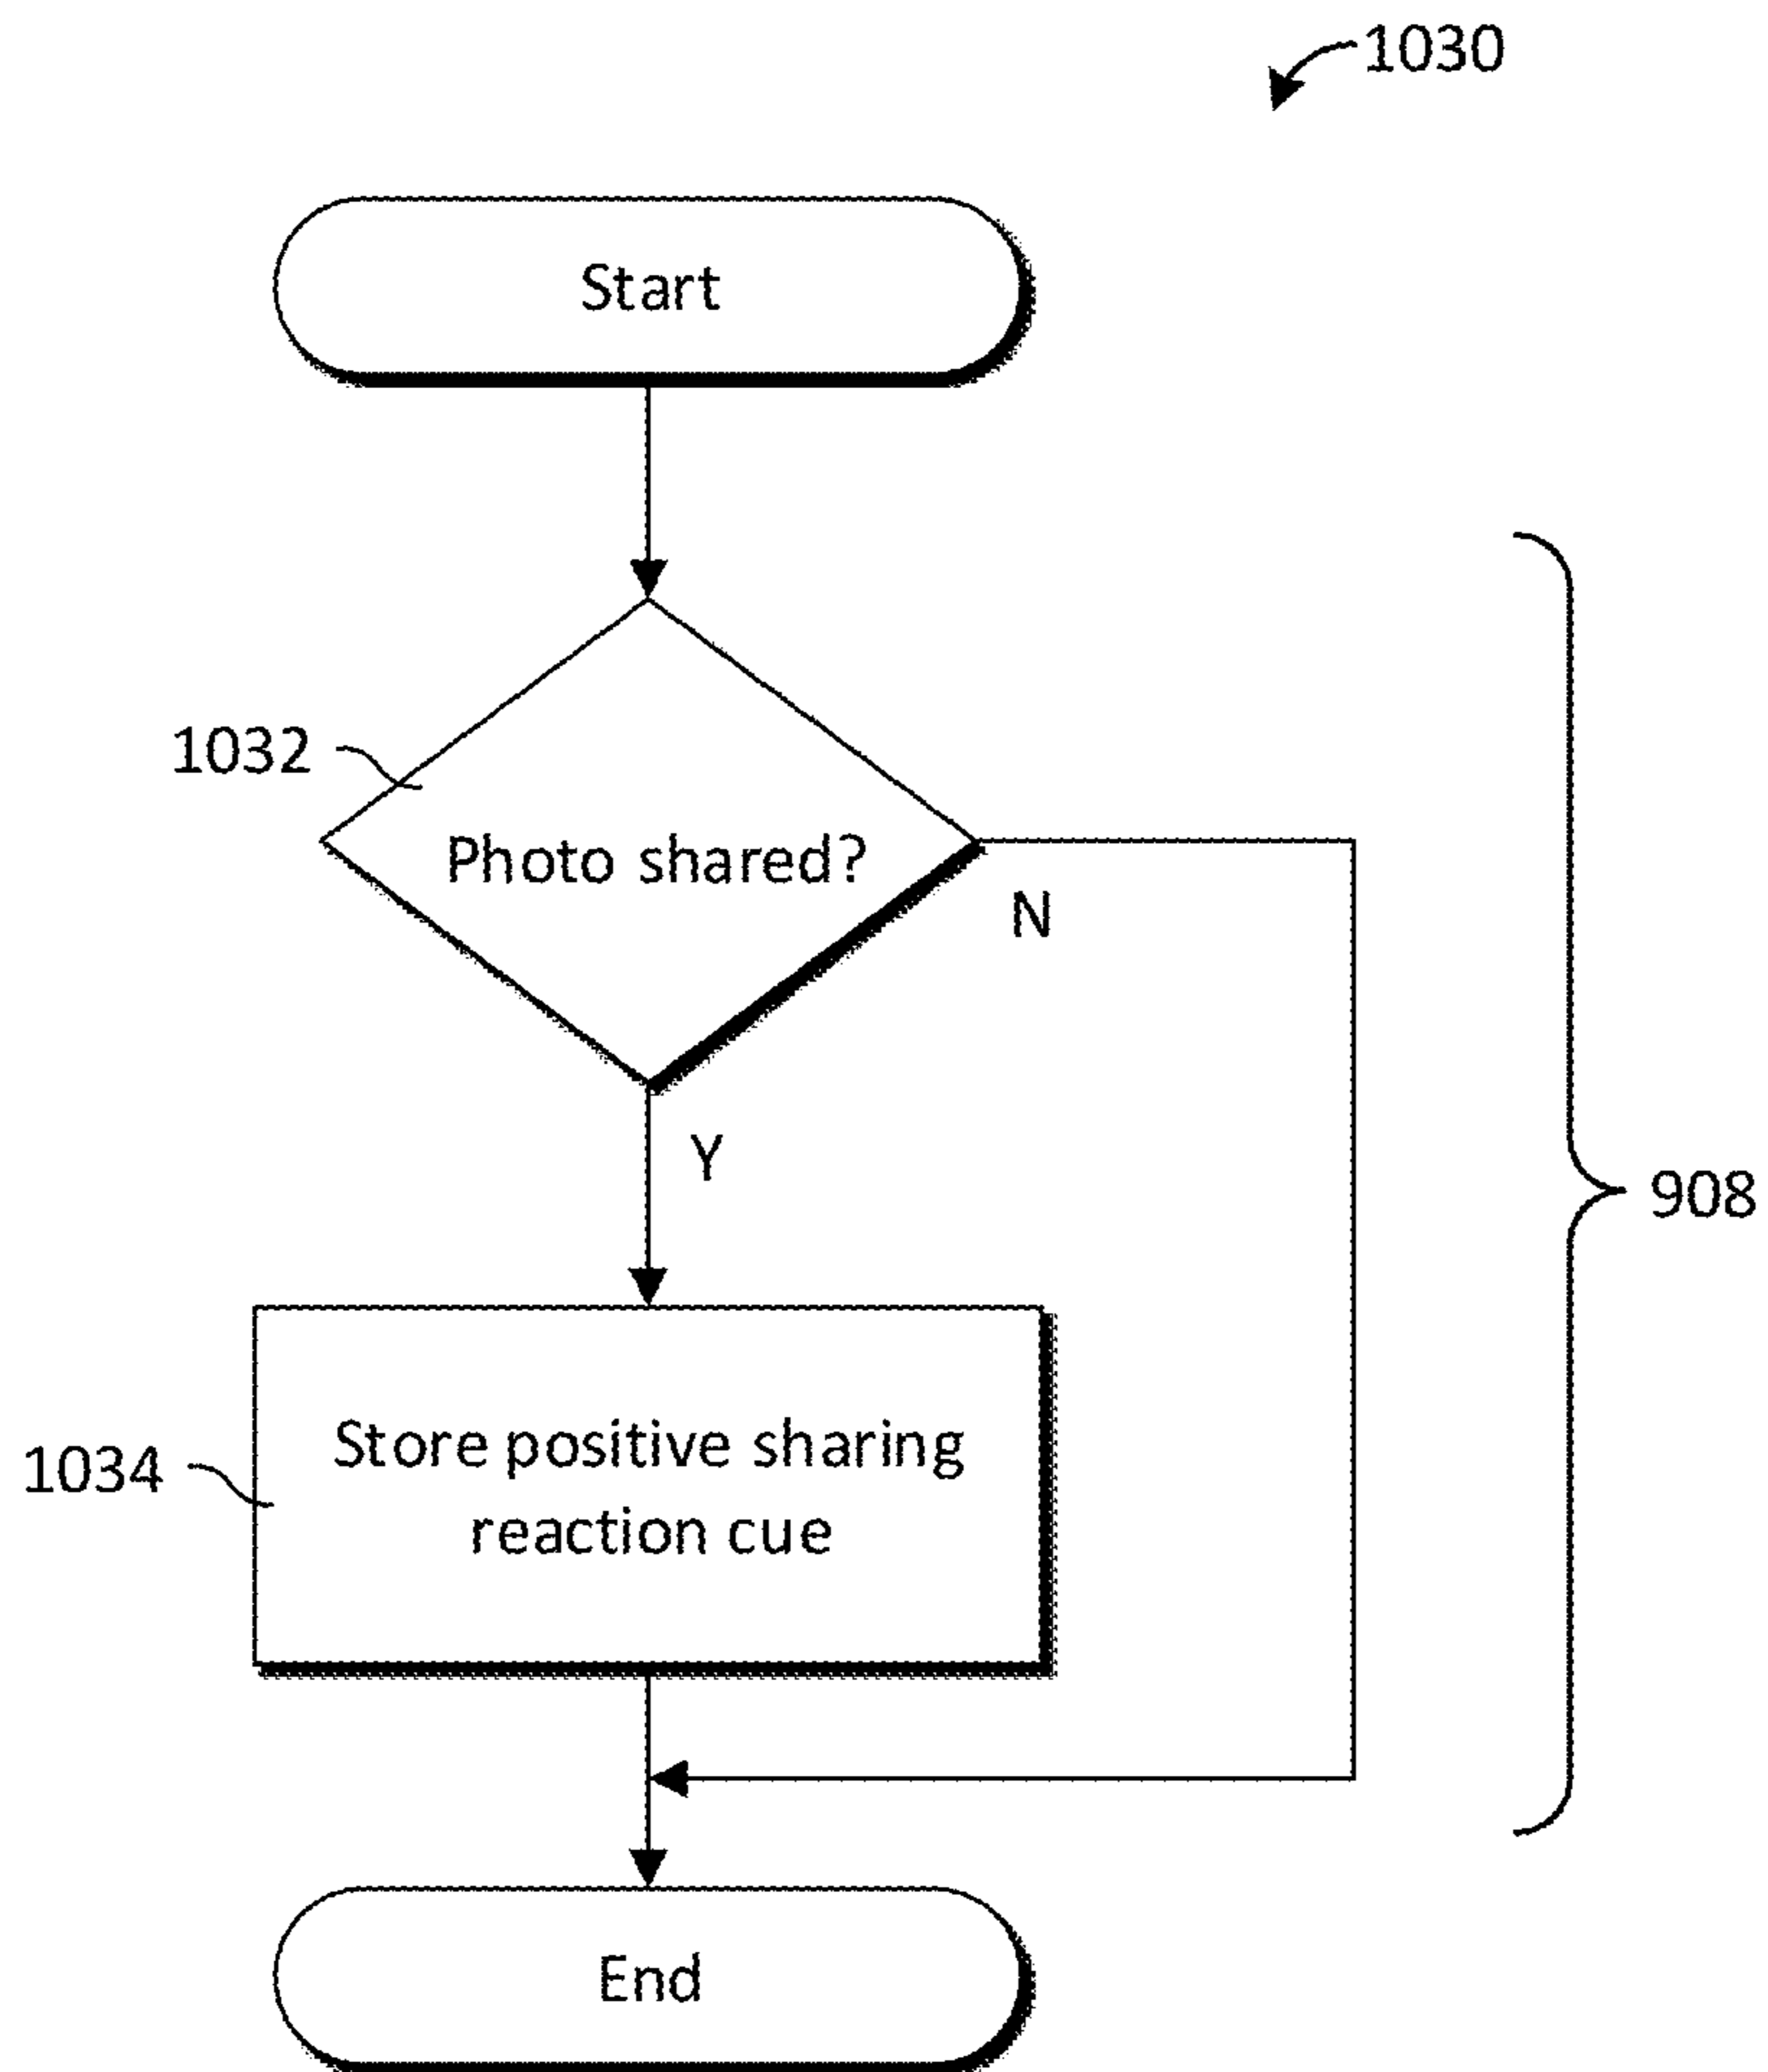 1030
Start
1032
Photo shared?
N
Y
908
Store positive sharing
1034
reaction cue
End